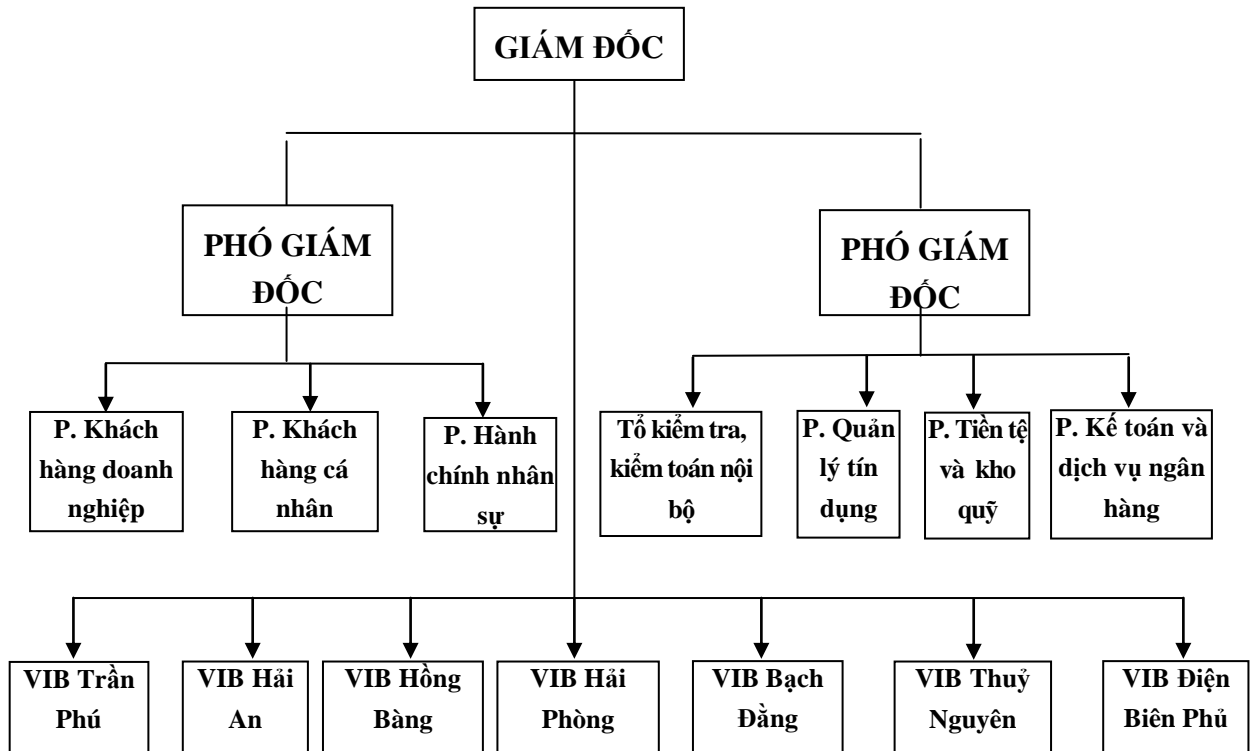 GIÁM ĐỐC
PHÓ GIÁM
ĐỐC
PHÓ GIÁM
ĐỐC
P. Khách
hàng doanh
nghiệp
P. Khách
hàng cá
nhân
P. Hành
chính nhân
sự
Tổ kiểm tra,
kiểm toán nội
bộ
P. Quản
lý tín
dụng
P. Tiền tệ
và kho
quỹ
P. Kế toán và
dịch vụ ngân
hàng
VIB Trần
Phú
VIB Hải
An
VIB Hồng
Bàng
VIB Hải
Phòng
VIB Bạch
Đằng
VIB Thuỷ
Nguyên
VIB Điện
Biên Phủ